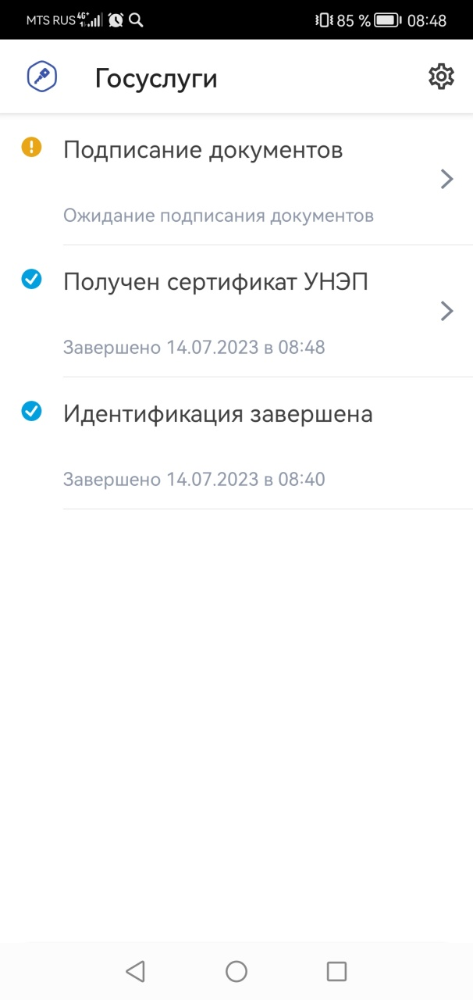 MTS RUS 4G+ 85 % 08:48
Госуслуги
Подписание документов
Ожидание подписания документов
Получен сертификат УНЭП
Завершено 14.07.2023 в 08:48
Идентификация завершена
Завершено 14.07.2023 в 08:40